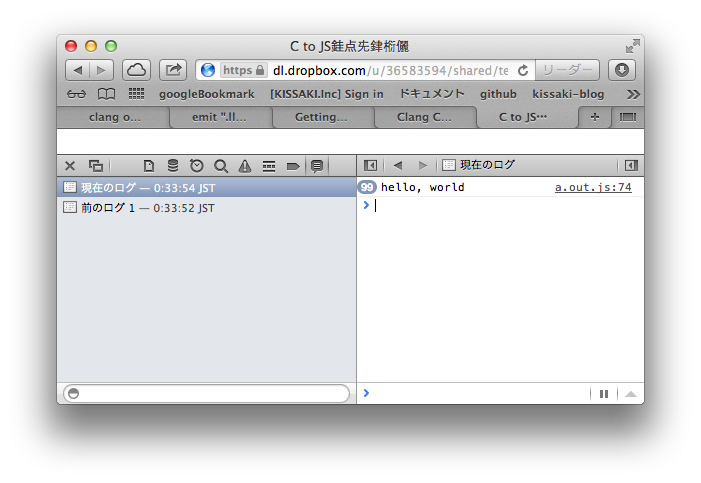 C to JS鉒点先銉桁儷
https dl.dropbox.com/u/36583594/shared/te リーダー
googleBookmark [KISSAKI.Inc] Sign in ドキュメント github kissaki-blog
clang o... emit ".ll... Getting... Clang C... C to JS...
現在のログ
現在のログ — 0:33:54 JST
99 hello, world a.out.js:74
前のログ 1 — 0:33:52 JST